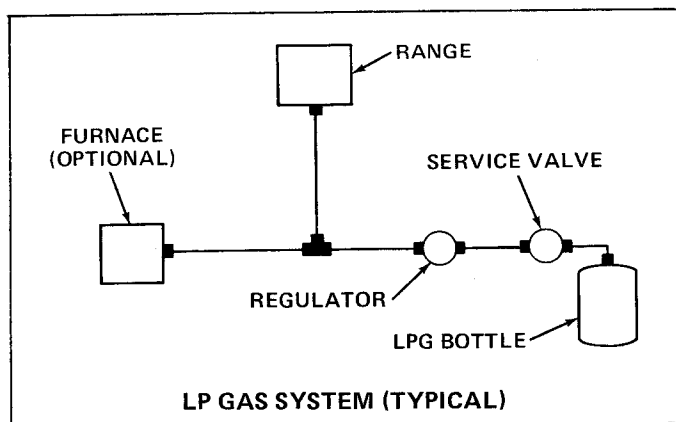 RANGE
FURNACE
(OPTIONAL)
SERVICE VALVE
REGULATOR
LPG BOTTLE
LP GAS SYSTEM (TYPICAL)